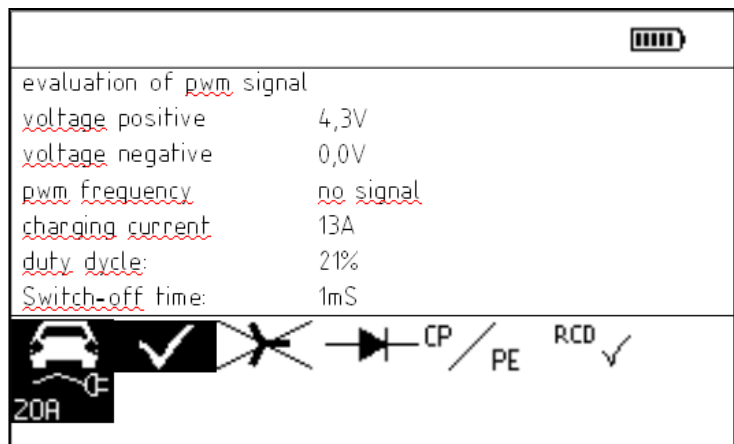 evaluation of pwm signal
voltage positive 4,3V
voltage negative 0,0V
pwm frequency no signal
charging current 13A
duty dycle: 21%
Switch-off time: 1mS
CP/PE RCD
20A